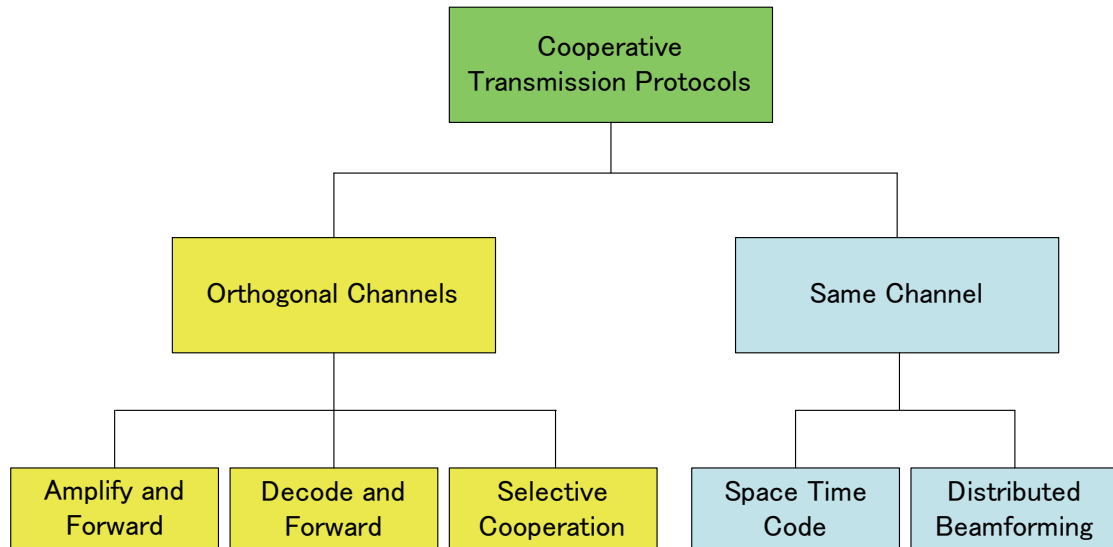 Cooperative
Transmission Protocols
Orthogonal Channels
Same Channel
Amplify and
Forward
Decode and
Forward
Selective
Cooperation
Space Time
Code
Distributed
Beamforming